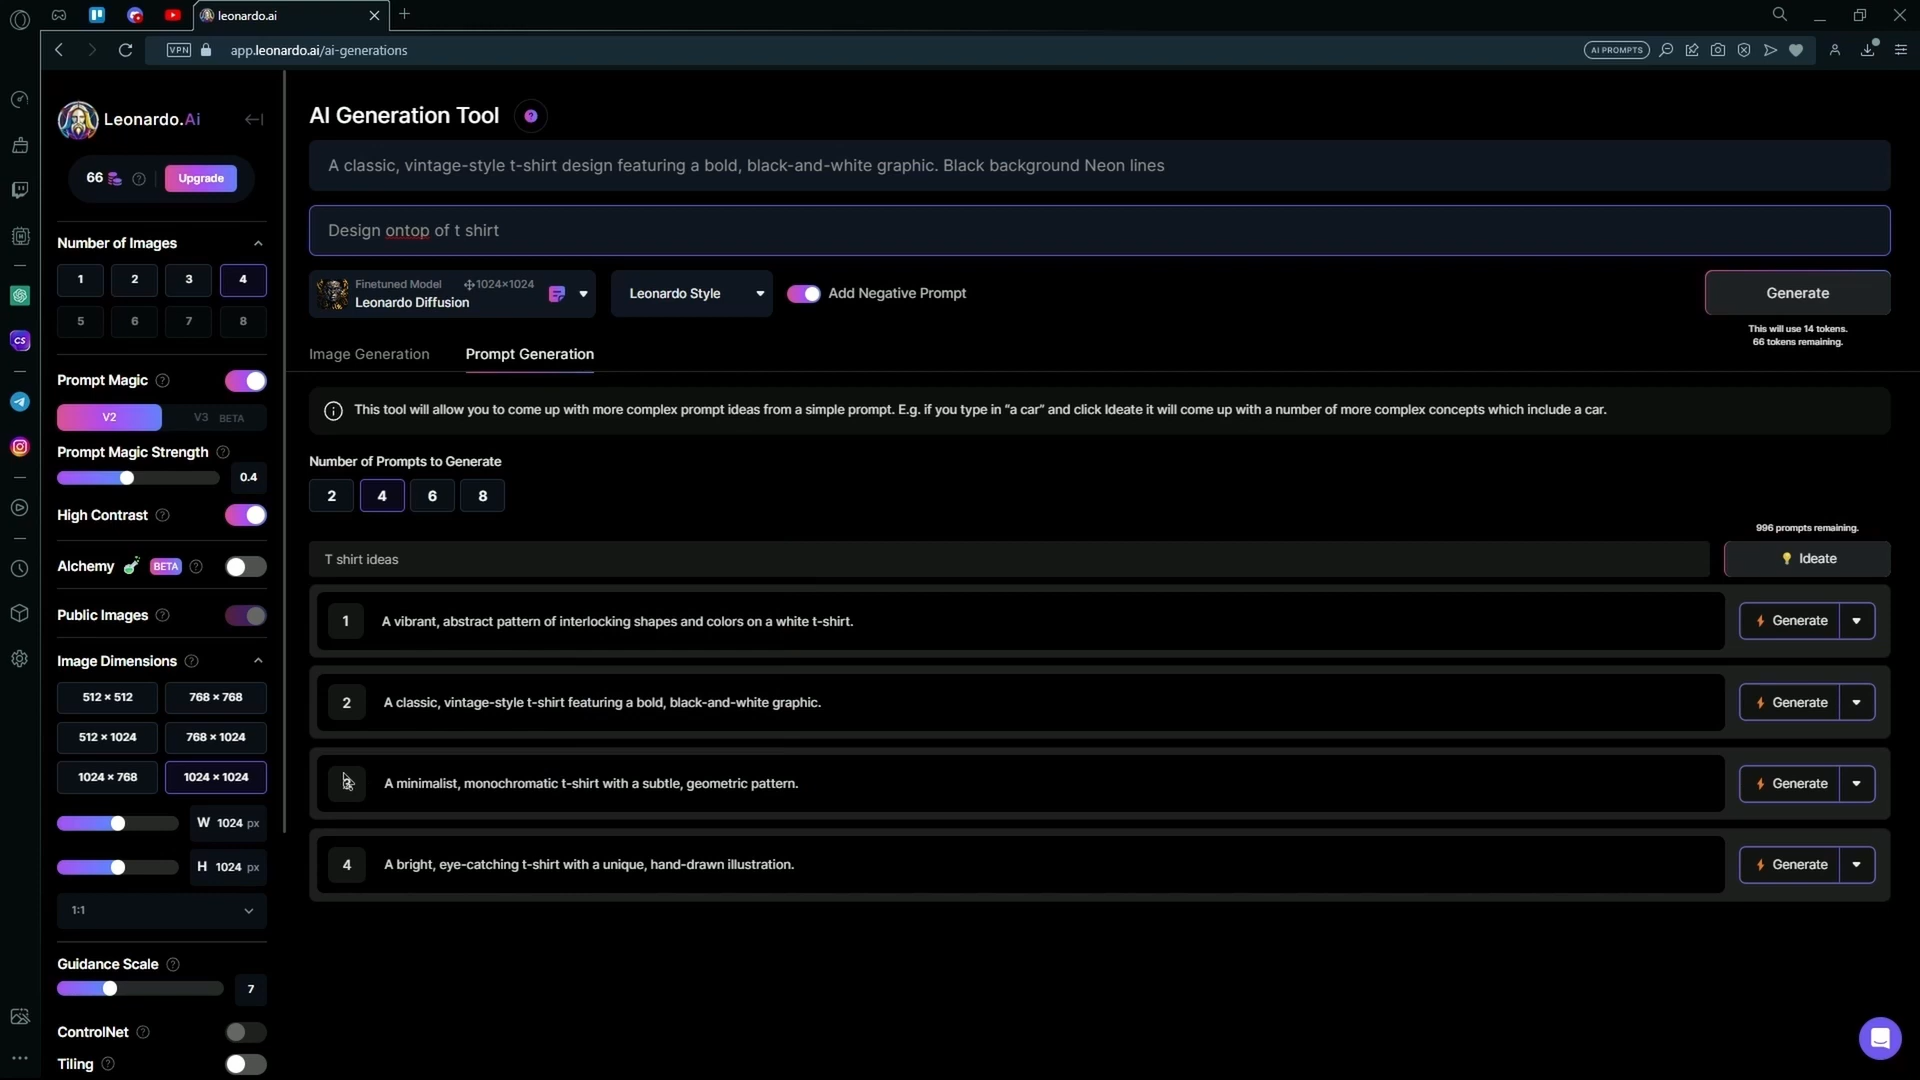 leonardo.ai
VPN
app.leonardo.ai/ai-generations
AI PROMPTS
Leonardo.Ai
66
Upgrade
Number of Images
1
2
3
4
5
6
7
8
Prompt Magic
V2
V3 BETA
Prompt Magic Strength
0.4
High Contrast
Alchemy
BETA
Public Images
Image Dimensions
512 × 512
768 × 768
512 × 1024
768 × 1024
1024 × 768
1024 × 1024
W 1024 px
H 1024 px
1:1
Guidance Scale
7
ControlNet
Tiling
AI Generation Tool
A classic, vintage-style t-shirt design featuring a bold, black-and-white graphic. Black background Neon lines
Design ontop of t shirt
Finetuned Model
1024×1024
Leonardo Diffusion
Leonardo Style
Add Negative Prompt
Generate
This will use 14 tokens.
66 tokens remaining.
Image Generation
Prompt Generation
This tool will allow you to come up with more complex prompt ideas from a simple prompt. E.g. if you type in "a car" and click Ideate it will come up with a number of more complex concepts which include a car.
Number of Prompts to Generate
2
4
6
8
996 prompts remaining.
T shirt ideas
Ideate
1
A vibrant, abstract pattern of interlocking shapes and colors on a white t-shirt.
Generate
2
A classic, vintage-style t-shirt featuring a bold, black-and-white graphic.
Generate
3
A minimalist, monochromatic t-shirt with a subtle, geometric pattern.
Generate
4
A bright, eye-catching t-shirt with a unique, hand-drawn illustration.
Generate
CS